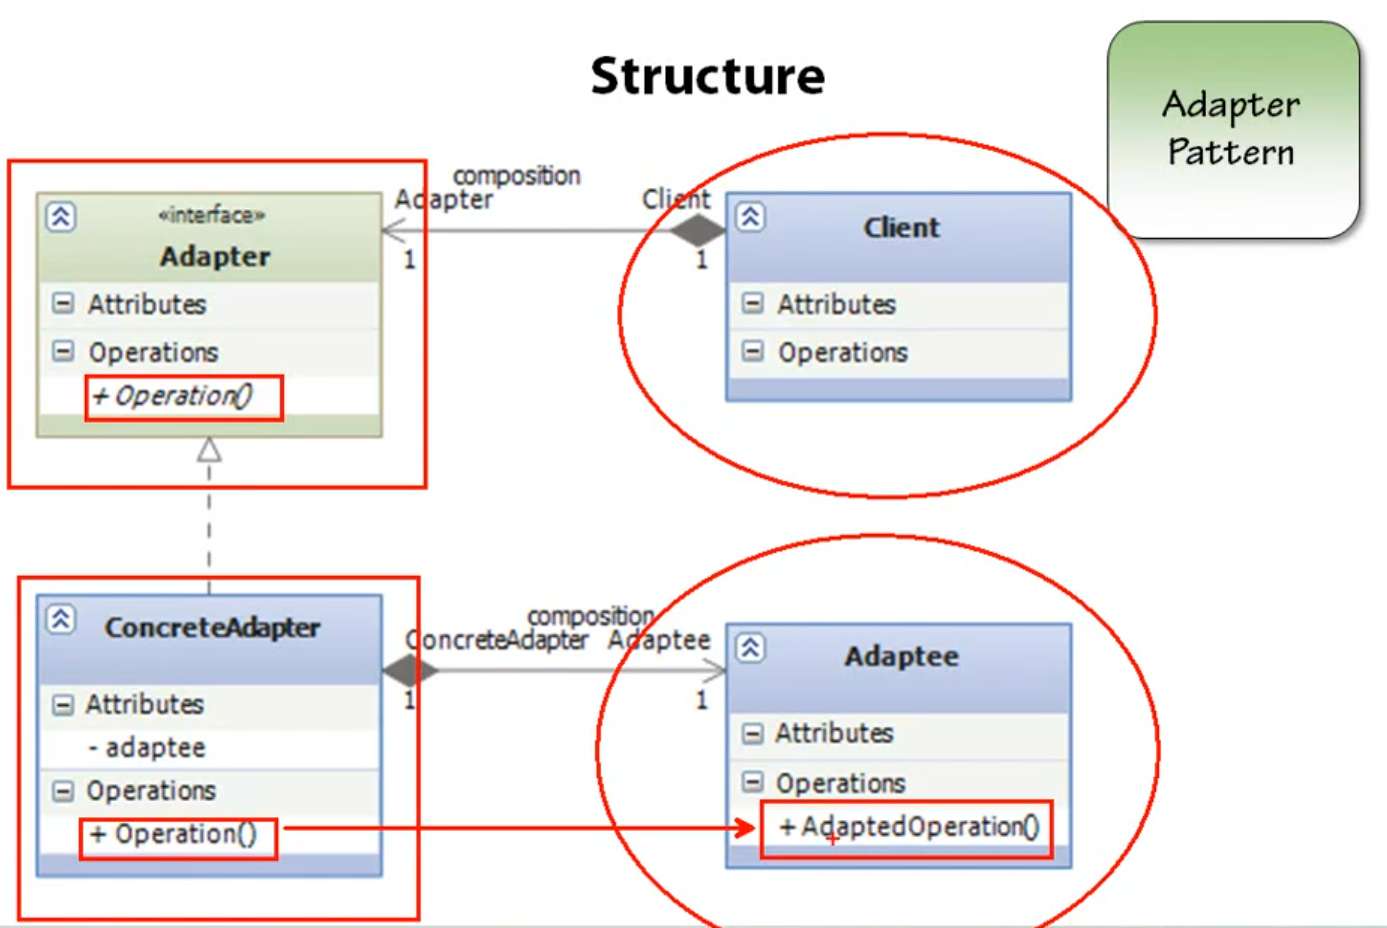 Structure
Adapter
Pattern
composition
Adapter
Client
1
1
«interface»
Adapter
Attributes
Operations
+ Operation()
Client
Attributes
Operations
composition
ConcreteAdapter
Adaptee
1
1
ConcreteAdapter
Attributes
- adaptee
Operations
+ Operation()
Adaptee
Attributes
Operations
+ AdaptedOperation()